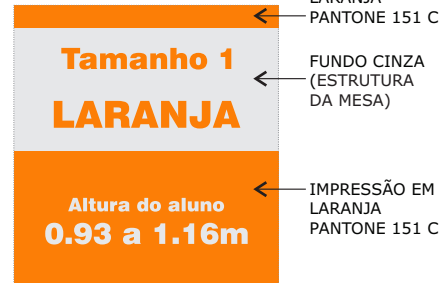 LARANJA
PANTONE 151 C
Tamanho 1
LARANJA
FUNDO CINZA
(ESTRUTURA
DA MESA)
Altura do aluno
0.93 a 1.16m
IMPRESSÃO EM
LARANJA
PANTONE 151 C